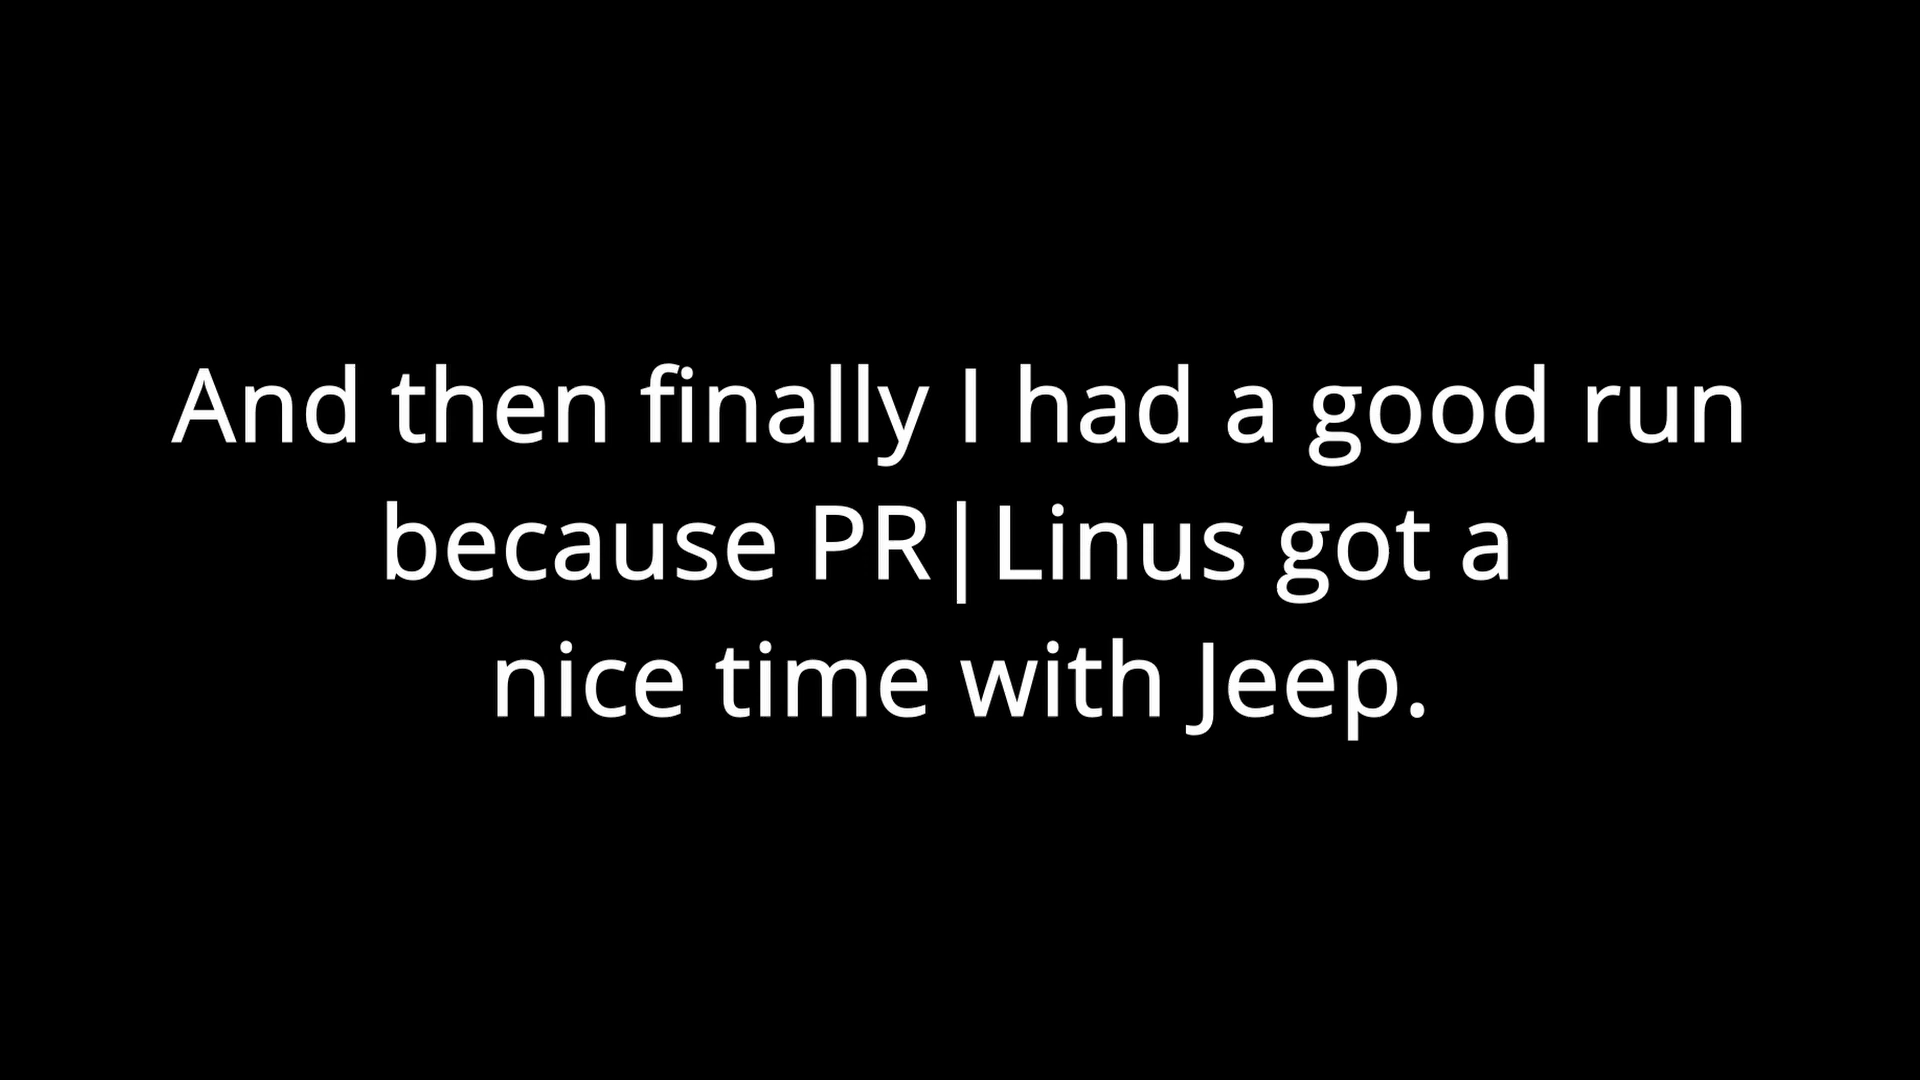 And then finally I had a good run
because PR|Linus got a
nice time with Jeep.